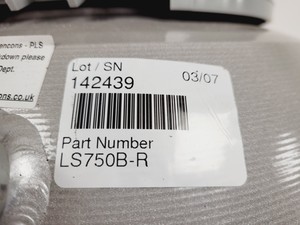 encons - PLS
down please
Dept.
ons.co.uk
Lot / SN
142439
03/07
Part Number
LS750B-R